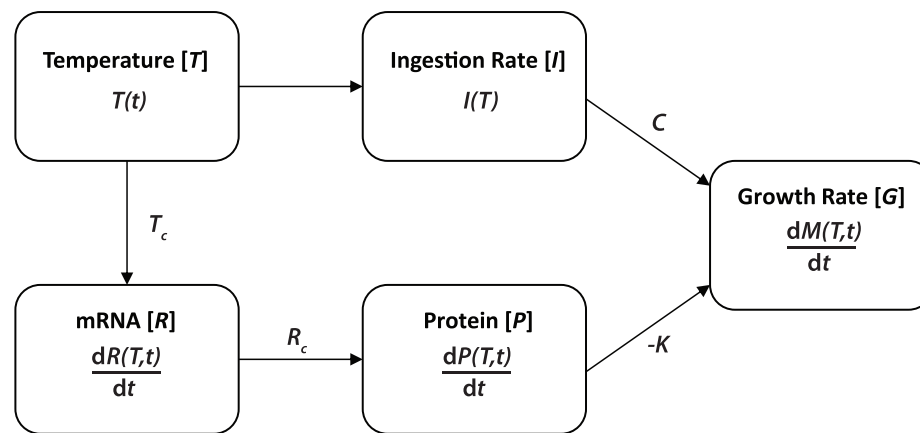 Temperature [T]
T(t)
Ingestion Rate [I]
I(T)
C
Growth Rate [G]
dM(T,t)
dt
T_c
mRNA [R]
dR(T,t)
dt
R_c
Protein [P]
dP(T,t)
dt
-K